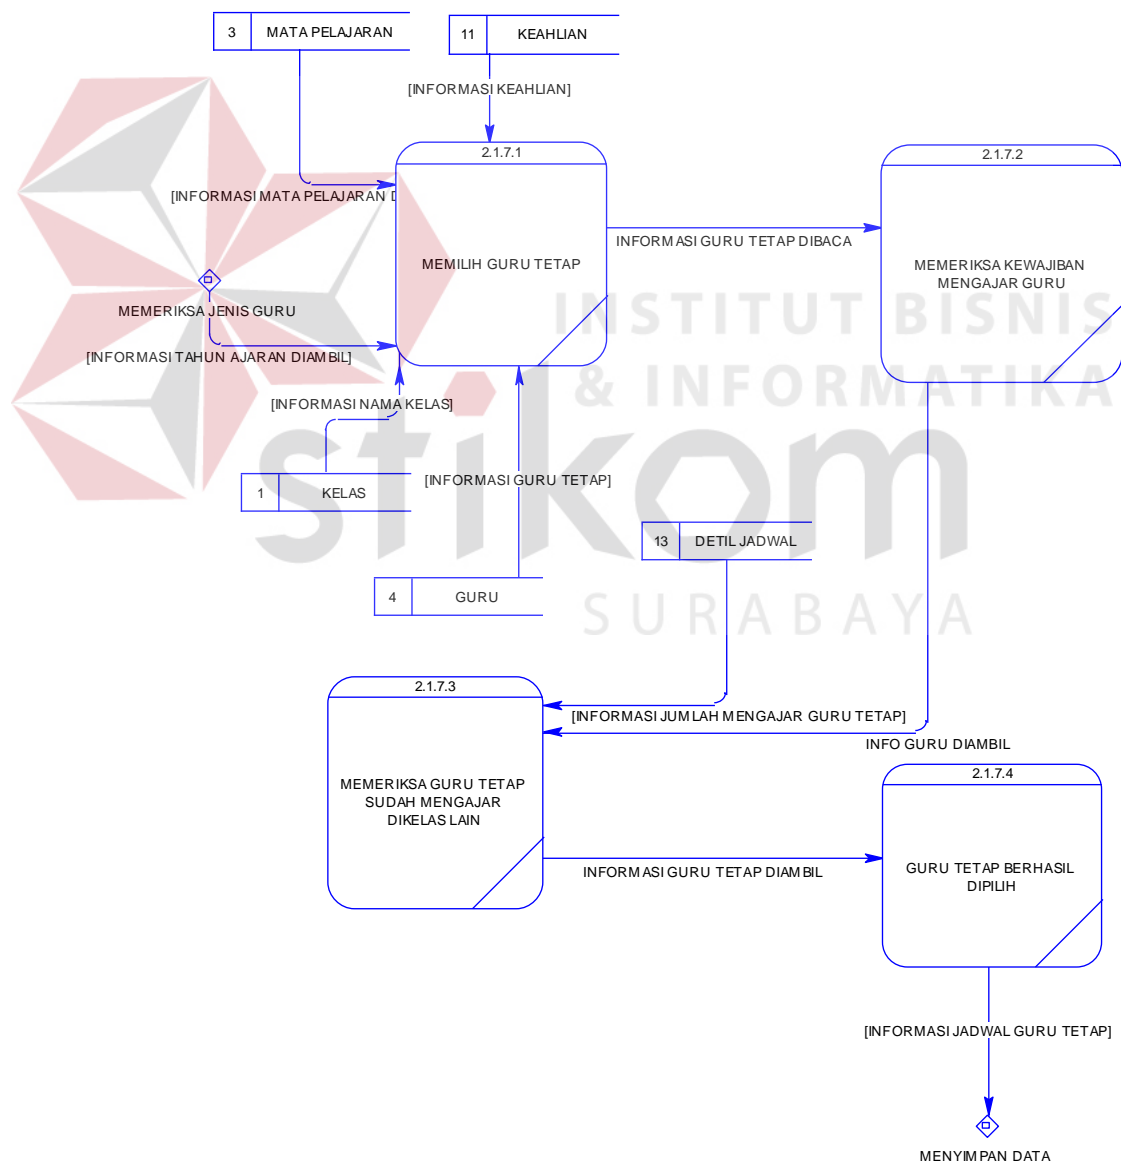 3 MATA PELAJARAN
11 KEAHLIAN
[INFORMASI KEAHLIAN]
2.1.7.1
2.1.7.2
[INFORMASI MATA PELAJARAN D
INFORMASI GURU TETAP DIBACA
MEMILIH GURU TETAP
MEMERIKSA KEWAJIBAN
MENGAJAR GURU
MEMERIKSA JENIS GURU
INSTITUT BISNIS
& INFORMATIKA
[INFORMASI TAHUN AJARAN DIAMBIL]
[INFORMASI NAMA KELAS]
stikom
[INFORMASI GURU TETAP]
1 KELAS
13 DETIL JADWAL
4 GURU
SURABAYA
2.1.7.3
[INFORMASI JUMLAH MENGAJAR GURU TETAP]
INFO GURU DIAMBIL
2.1.7.4
MEMERIKSA GURU TETAP
SUDAH MENGAJAR
DIKELAS LAIN
INFORMASI GURU TETAP DIAMBIL
GURU TETAP BERHASIL
DIPILIH
[INFORMASI JADWAL GURU TETAP]
MENYIMPAN DATA